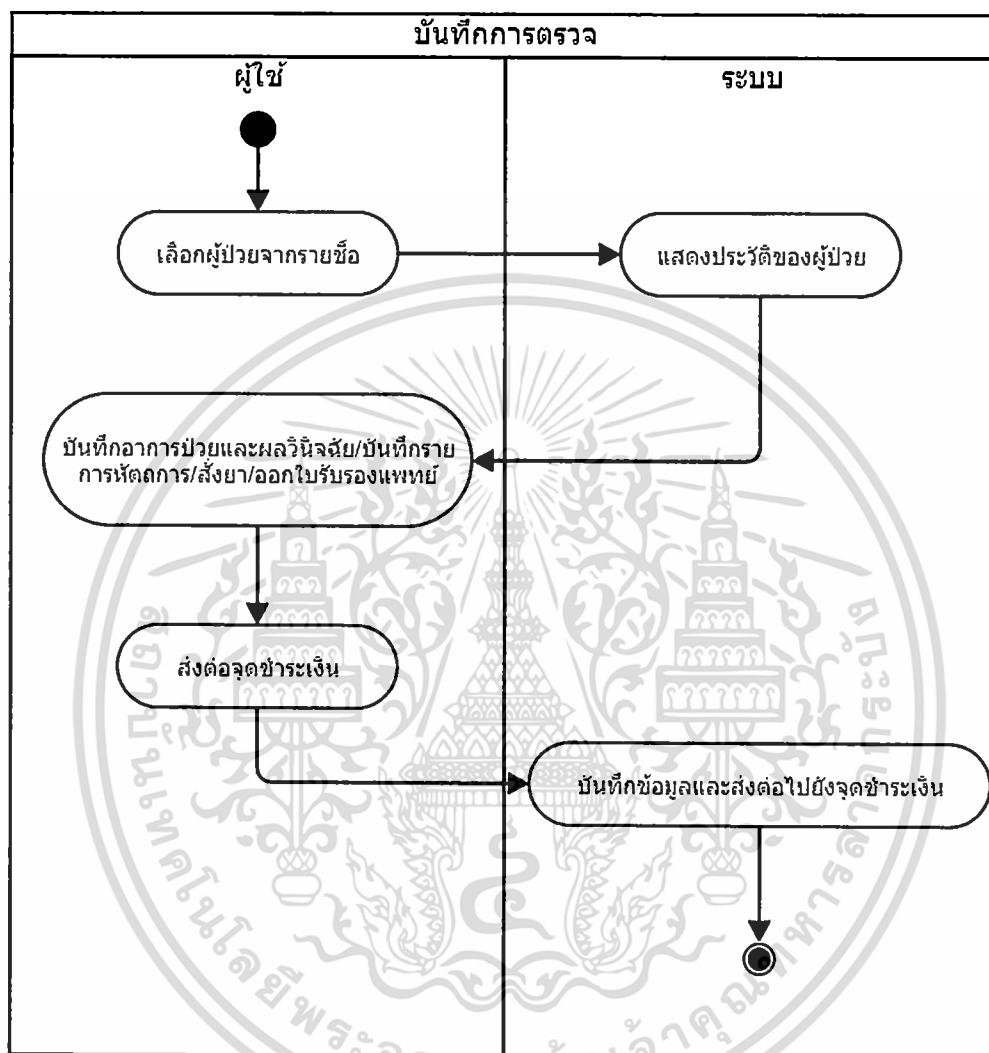 บันทึกการตรวจ
ผู้ใช้
ระบบ
เลือกผู้ป่วยจากรายชื่อ
แสดงประวัติของผู้ป่วย
บันทึกอาการป่วยและผลวินิจฉัย/บันทึกราย
การหัตถการ/สั่งยา/ออกใบรับรองแพทย์
ส่งต่อจุดชำระเงิน
บันทึกข้อมูลและส่งต่อไปยังจุดชำระเงิน